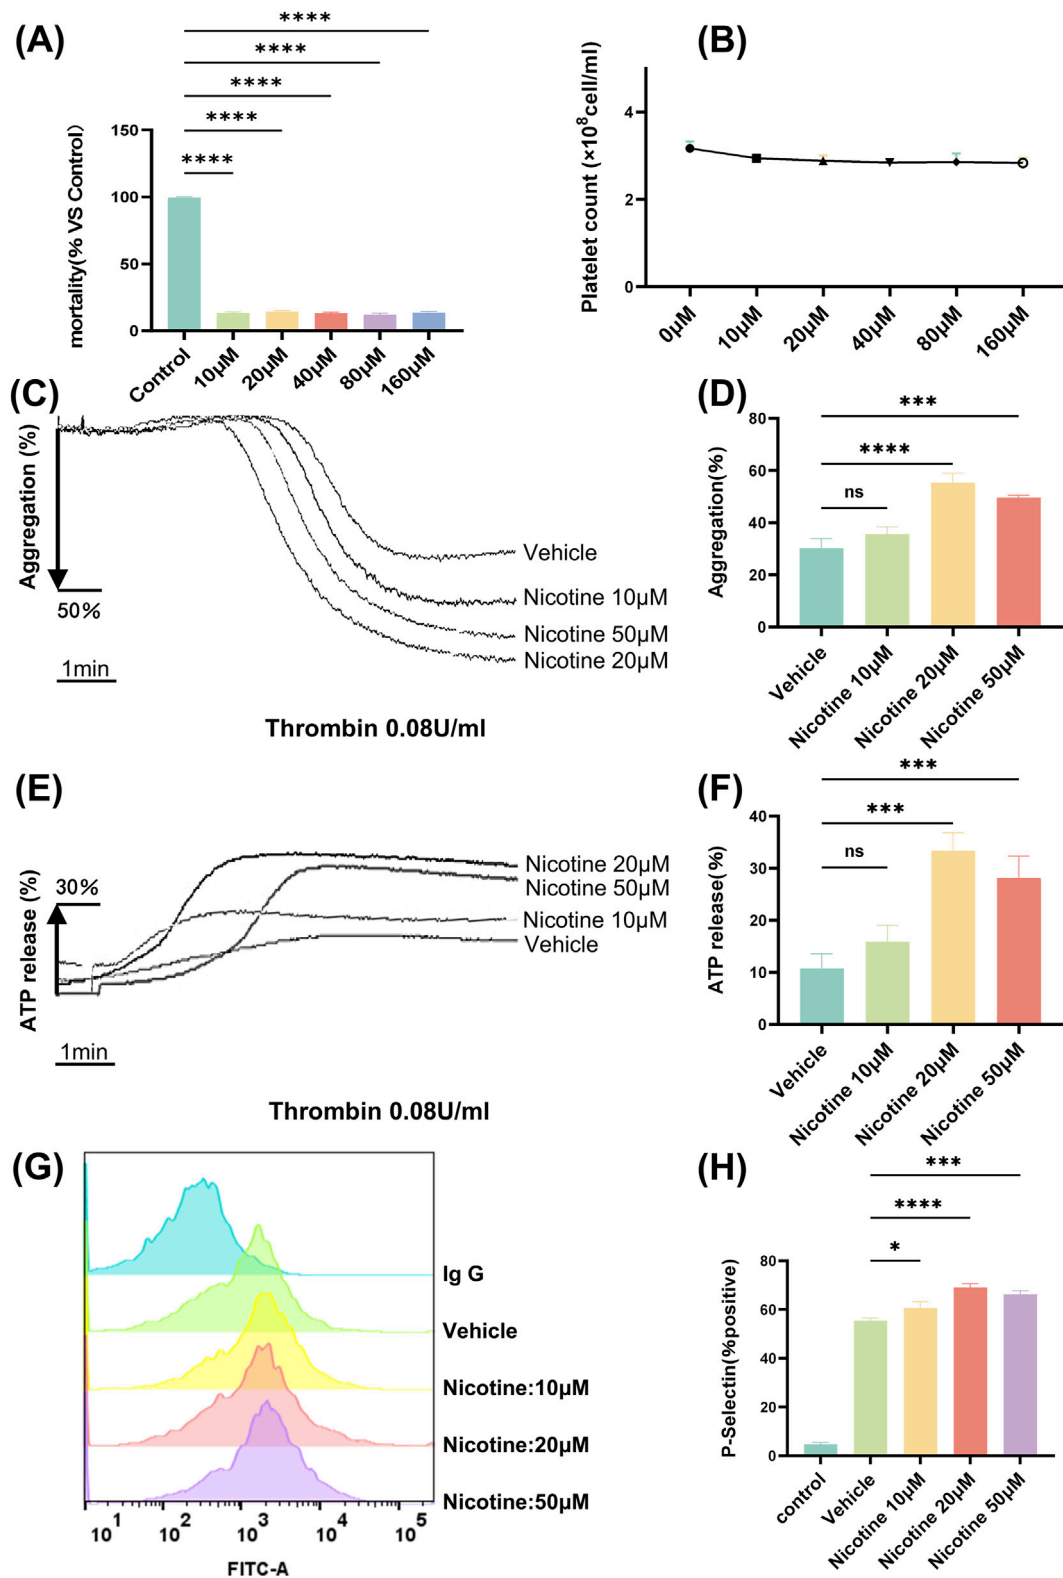 (A)
****
****
****
****
****
mortality(% VS Control)
150
100
50
0
Control
10μM
20μM
40μM
80μM
160μM
(B)
Platelet count (×10⁸cell/ml)
4
2
0
0μM
10μM
20μM
40μM
80μM
160μM
(C)
Aggregation (%)
50%
1min
Vehicle
Nicotine 10μM
Nicotine 50μM
Nicotine 20μM
Thrombin 0.08U/ml
(D)
***
****
ns
Aggregation(%)
80
60
40
20
0
Vehicle
Nicotine 10μM
Nicotine 20μM
Nicotine 50μM
(E)
ATP release (%)
30%
1min
Nicotine 20μM
Nicotine 50μM
Nicotine 10μM
Vehicle
Thrombin 0.08U/ml
(F)
***
***
ns
ATP release(%)
40
30
20
10
0
Vehicle
Nicotine 10μM
Nicotine 20μM
Nicotine 50μM
(G)
Ig G
Vehicle
Nicotine:10μM
Nicotine:20μM
Nicotine:50μM
10¹
10²
10³
10⁴
10⁵
FITC-A
(H)
***
****
*
P-Selectin(%positive)
80
60
40
20
0
control
Vehicle
Nicotine 10μM
Nicotine 20μM
Nicotine 50μM